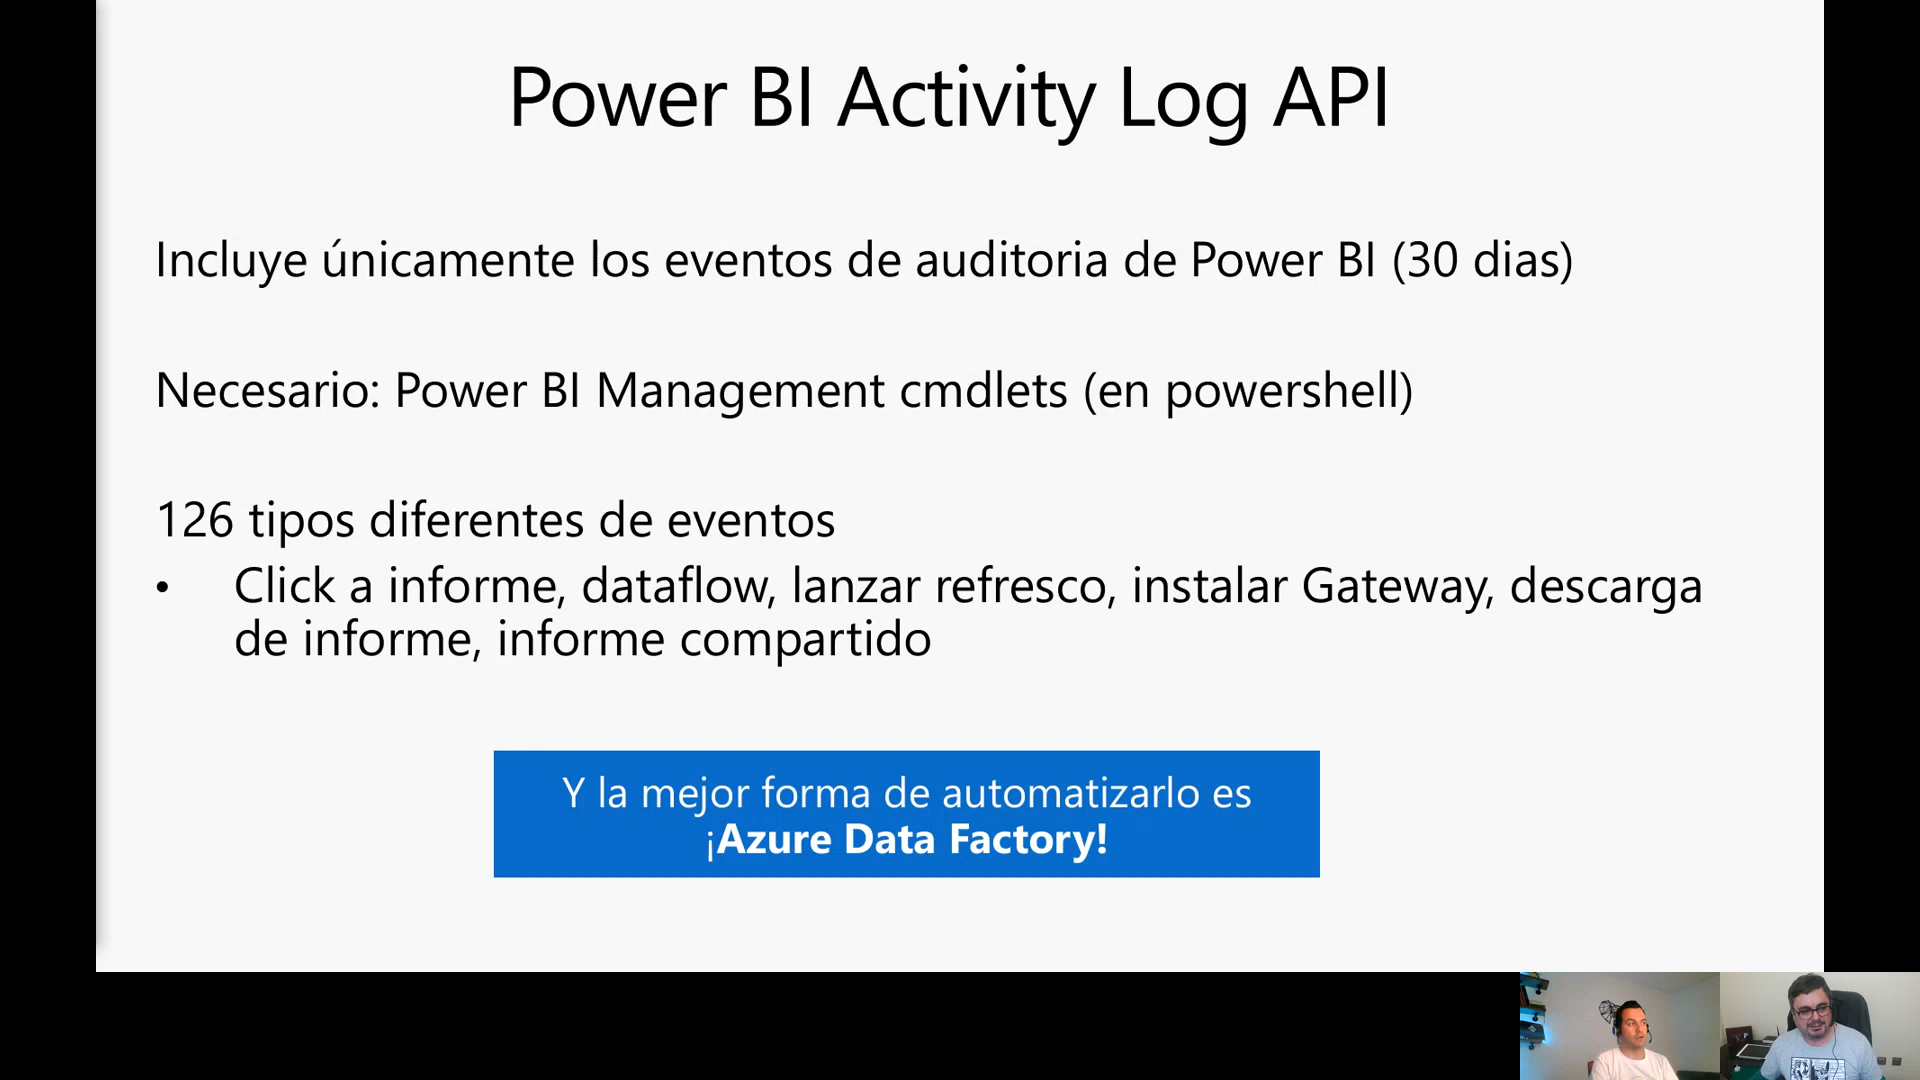 Power BI Activity Log API
Incluye únicamente los eventos de auditoria de Power BI (30 dias)
Necesario: Power BI Management cmdlets (en powershell)
126 tipos diferentes de eventos
• Click a informe, dataflow, lanzar refresco, instalar Gateway, descarga
de informe, informe compartido
Y la mejor forma de automatizarlo es
¡Azure Data Factory!